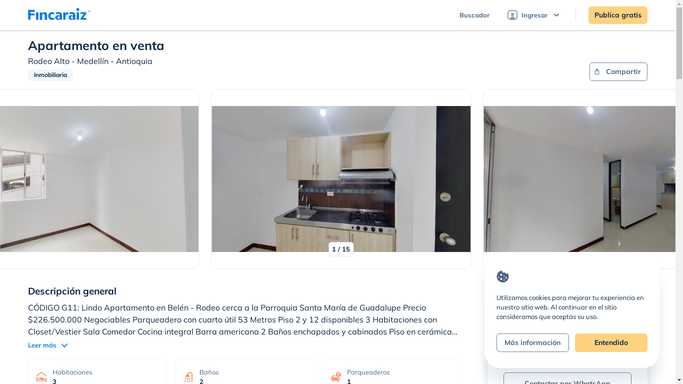 Fincaraiz
Buscador
Ingresar
Publica gratis
Apartamento en venta
Rodeo Alto - Medellín - Antioquia
Inmobiliaria
Compartir
1 / 15
Descripción general
CÓDIGO G11: Lindo Apartamento en Belén - Rodeo cerca a la Parroquia Santa María de Guadalupe Precio
$226.500.000 Negociables Parqueadero con cuarto útil 53 Metros Piso 2 y 12 disponibles 3 Habitaciones con
Closet/Vestier Sala Comedor Cocina integral Barra americana 2 Baños enchapados y cabinados Piso en cerámica...
Leer más
Habitaciones
3
Baños
2
Parqueaderos
1
Utilizamos cookies para mejorar tu experiencia en
nuestro sitio web. Al continuar en el sitio
consideramos que aceptas su uso.
Más información
Entendido
Contactar por WhatsApp